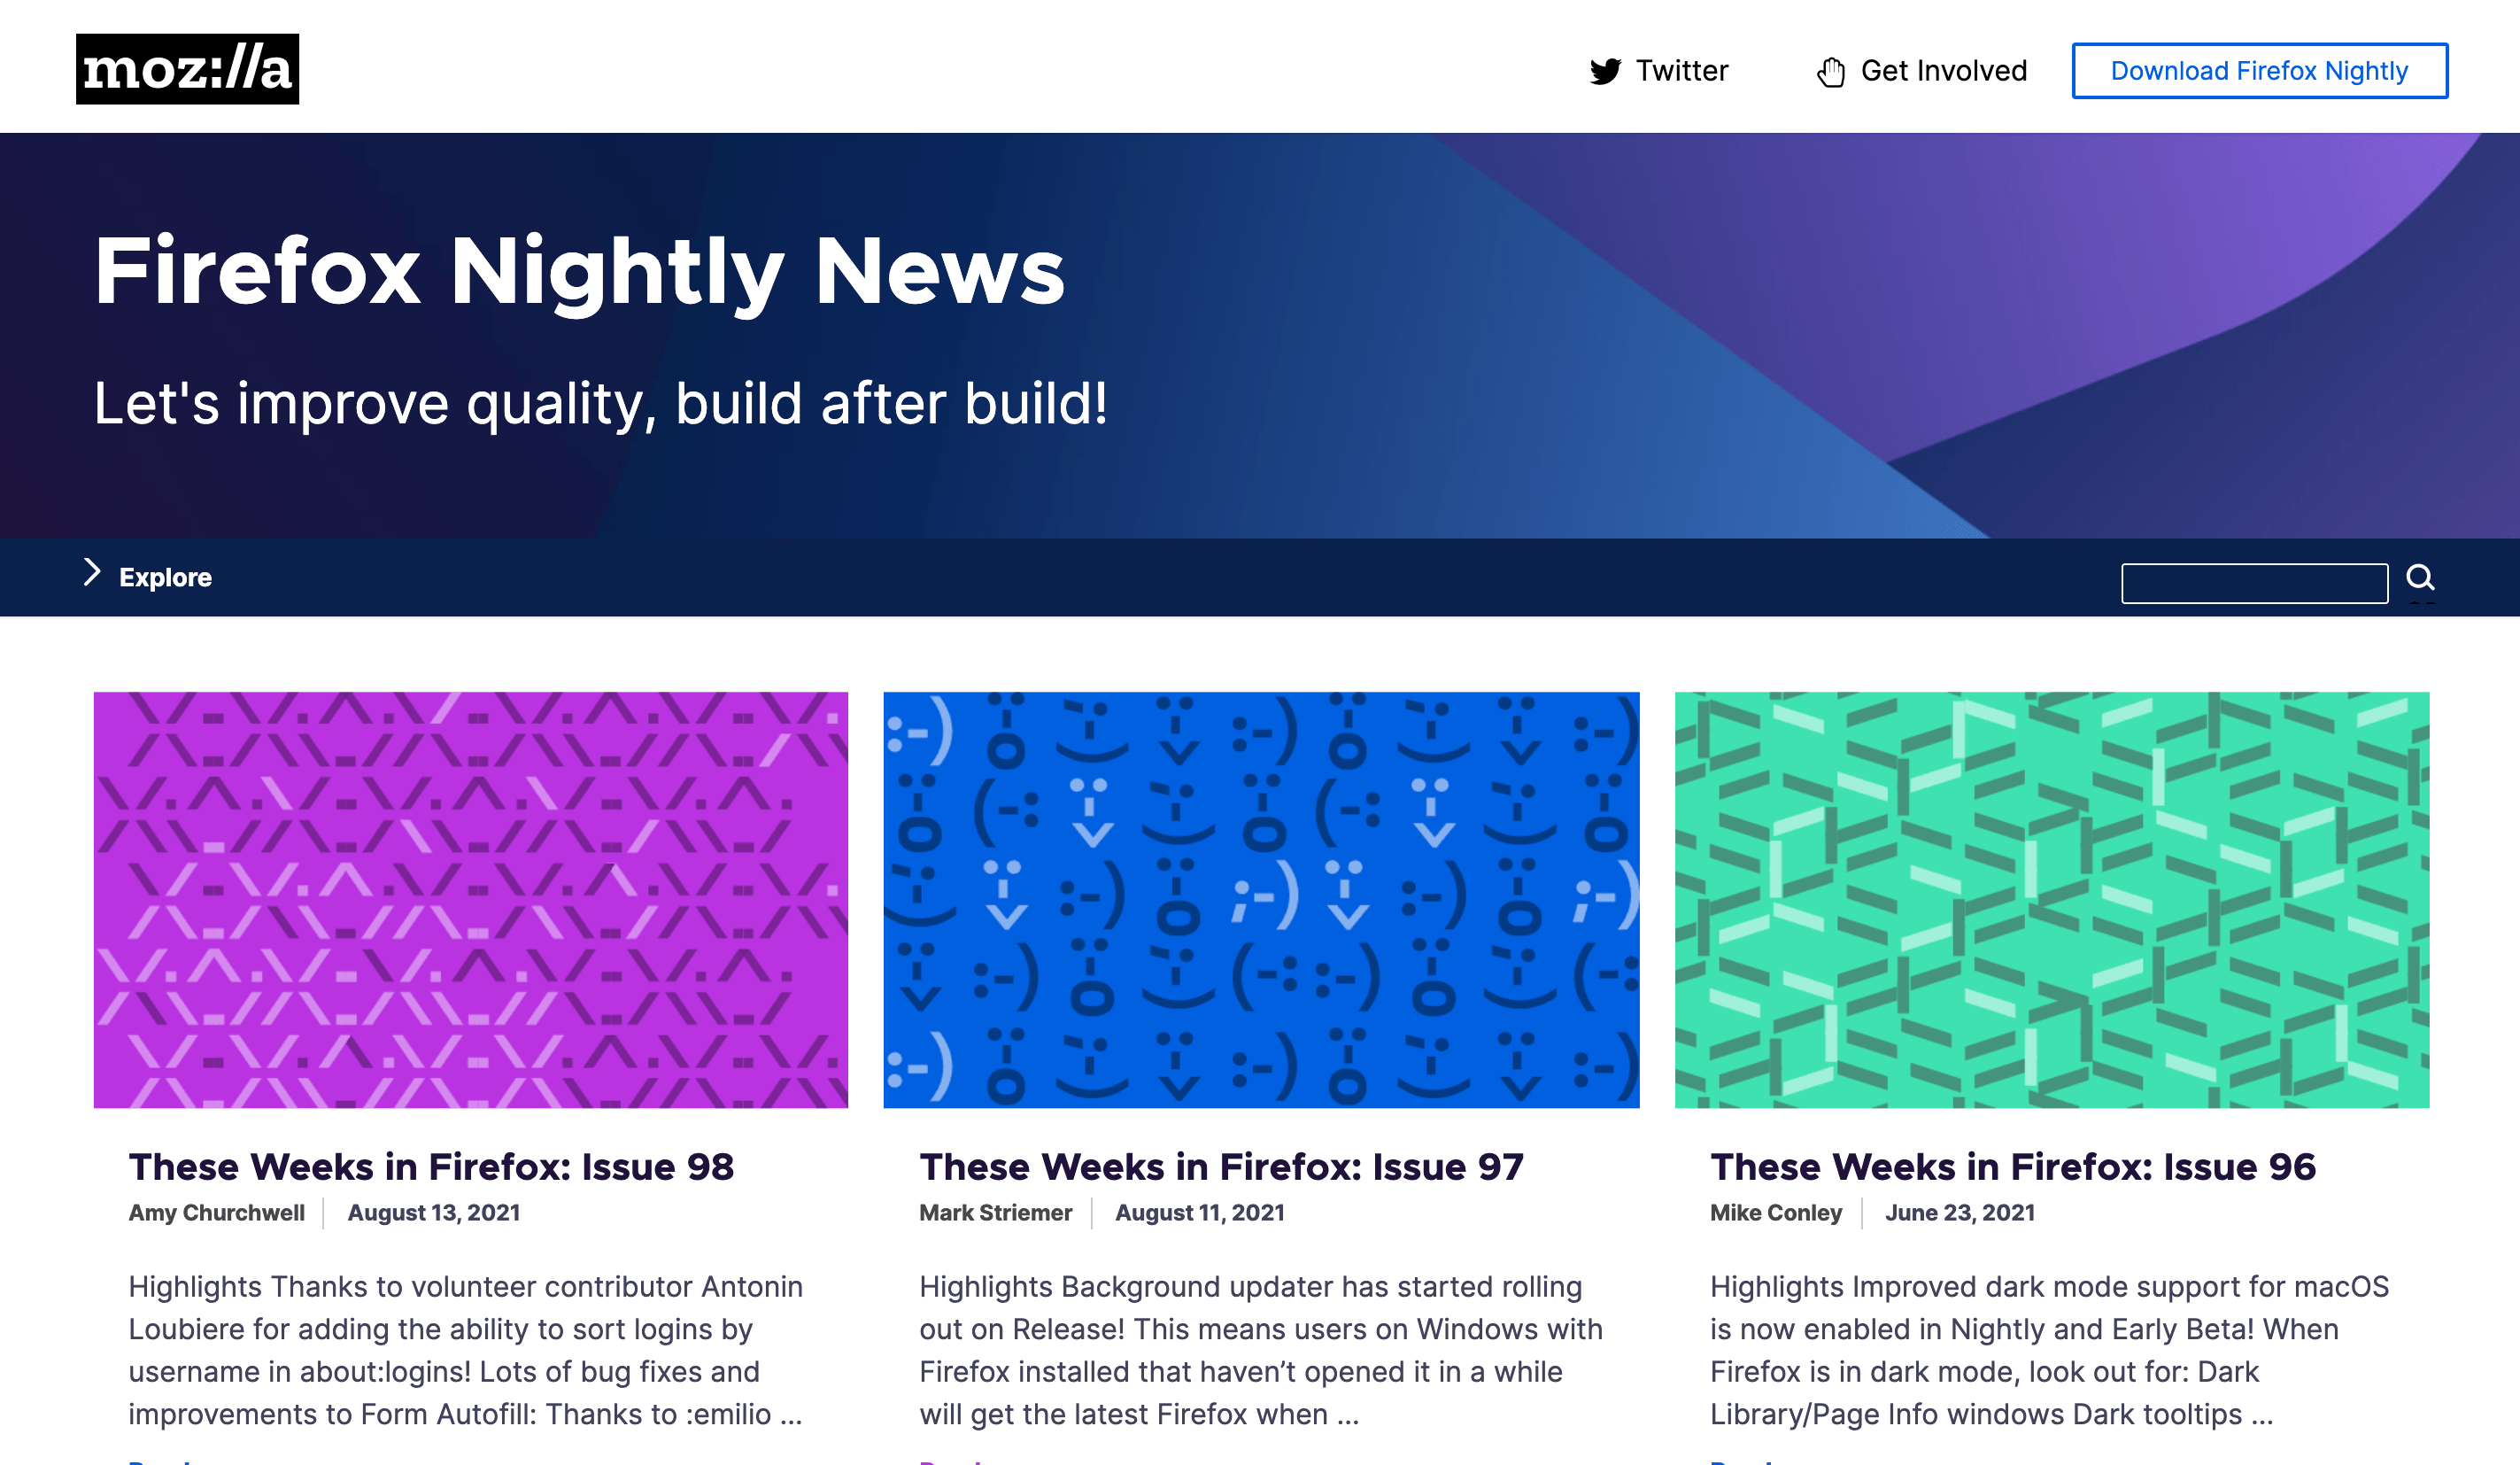 moz://a
Twitter
Get Involved
Download Firefox Nightly
Firefox Nightly News
Let's improve quality, build after build!
Explore
These Weeks in Firefox: Issue 98
Amy Churchwell
August 13, 2021
Highlights Thanks to volunteer contributor Antonin
Loubiere for adding the ability to sort logins by
username in about:logins! Lots of bug fixes and
improvements to Form Autofill: Thanks to :emilio ...
These Weeks in Firefox: Issue 97
Mark Striemer
August 11, 2021
Highlights Background updater has started rolling
out on Release! This means users on Windows with
Firefox installed that haven’t opened it in a while
will get the latest Firefox when ...
These Weeks in Firefox: Issue 96
Mike Conley
June 23, 2021
Highlights Improved dark mode support for macOS
is now enabled in Nightly and Early Beta! When
Firefox is in dark mode, look out for: Dark
Library/Page Info windows Dark tooltips ...